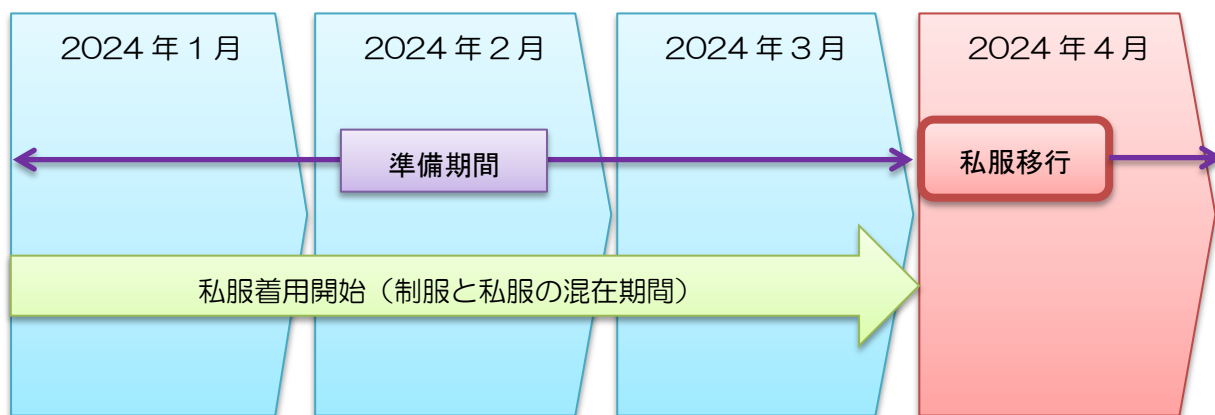 2024年1月
2024年2月
2024年3月
2024年4月
準備期間
私服移行
私服着用開始（制服と私服の混在期間）